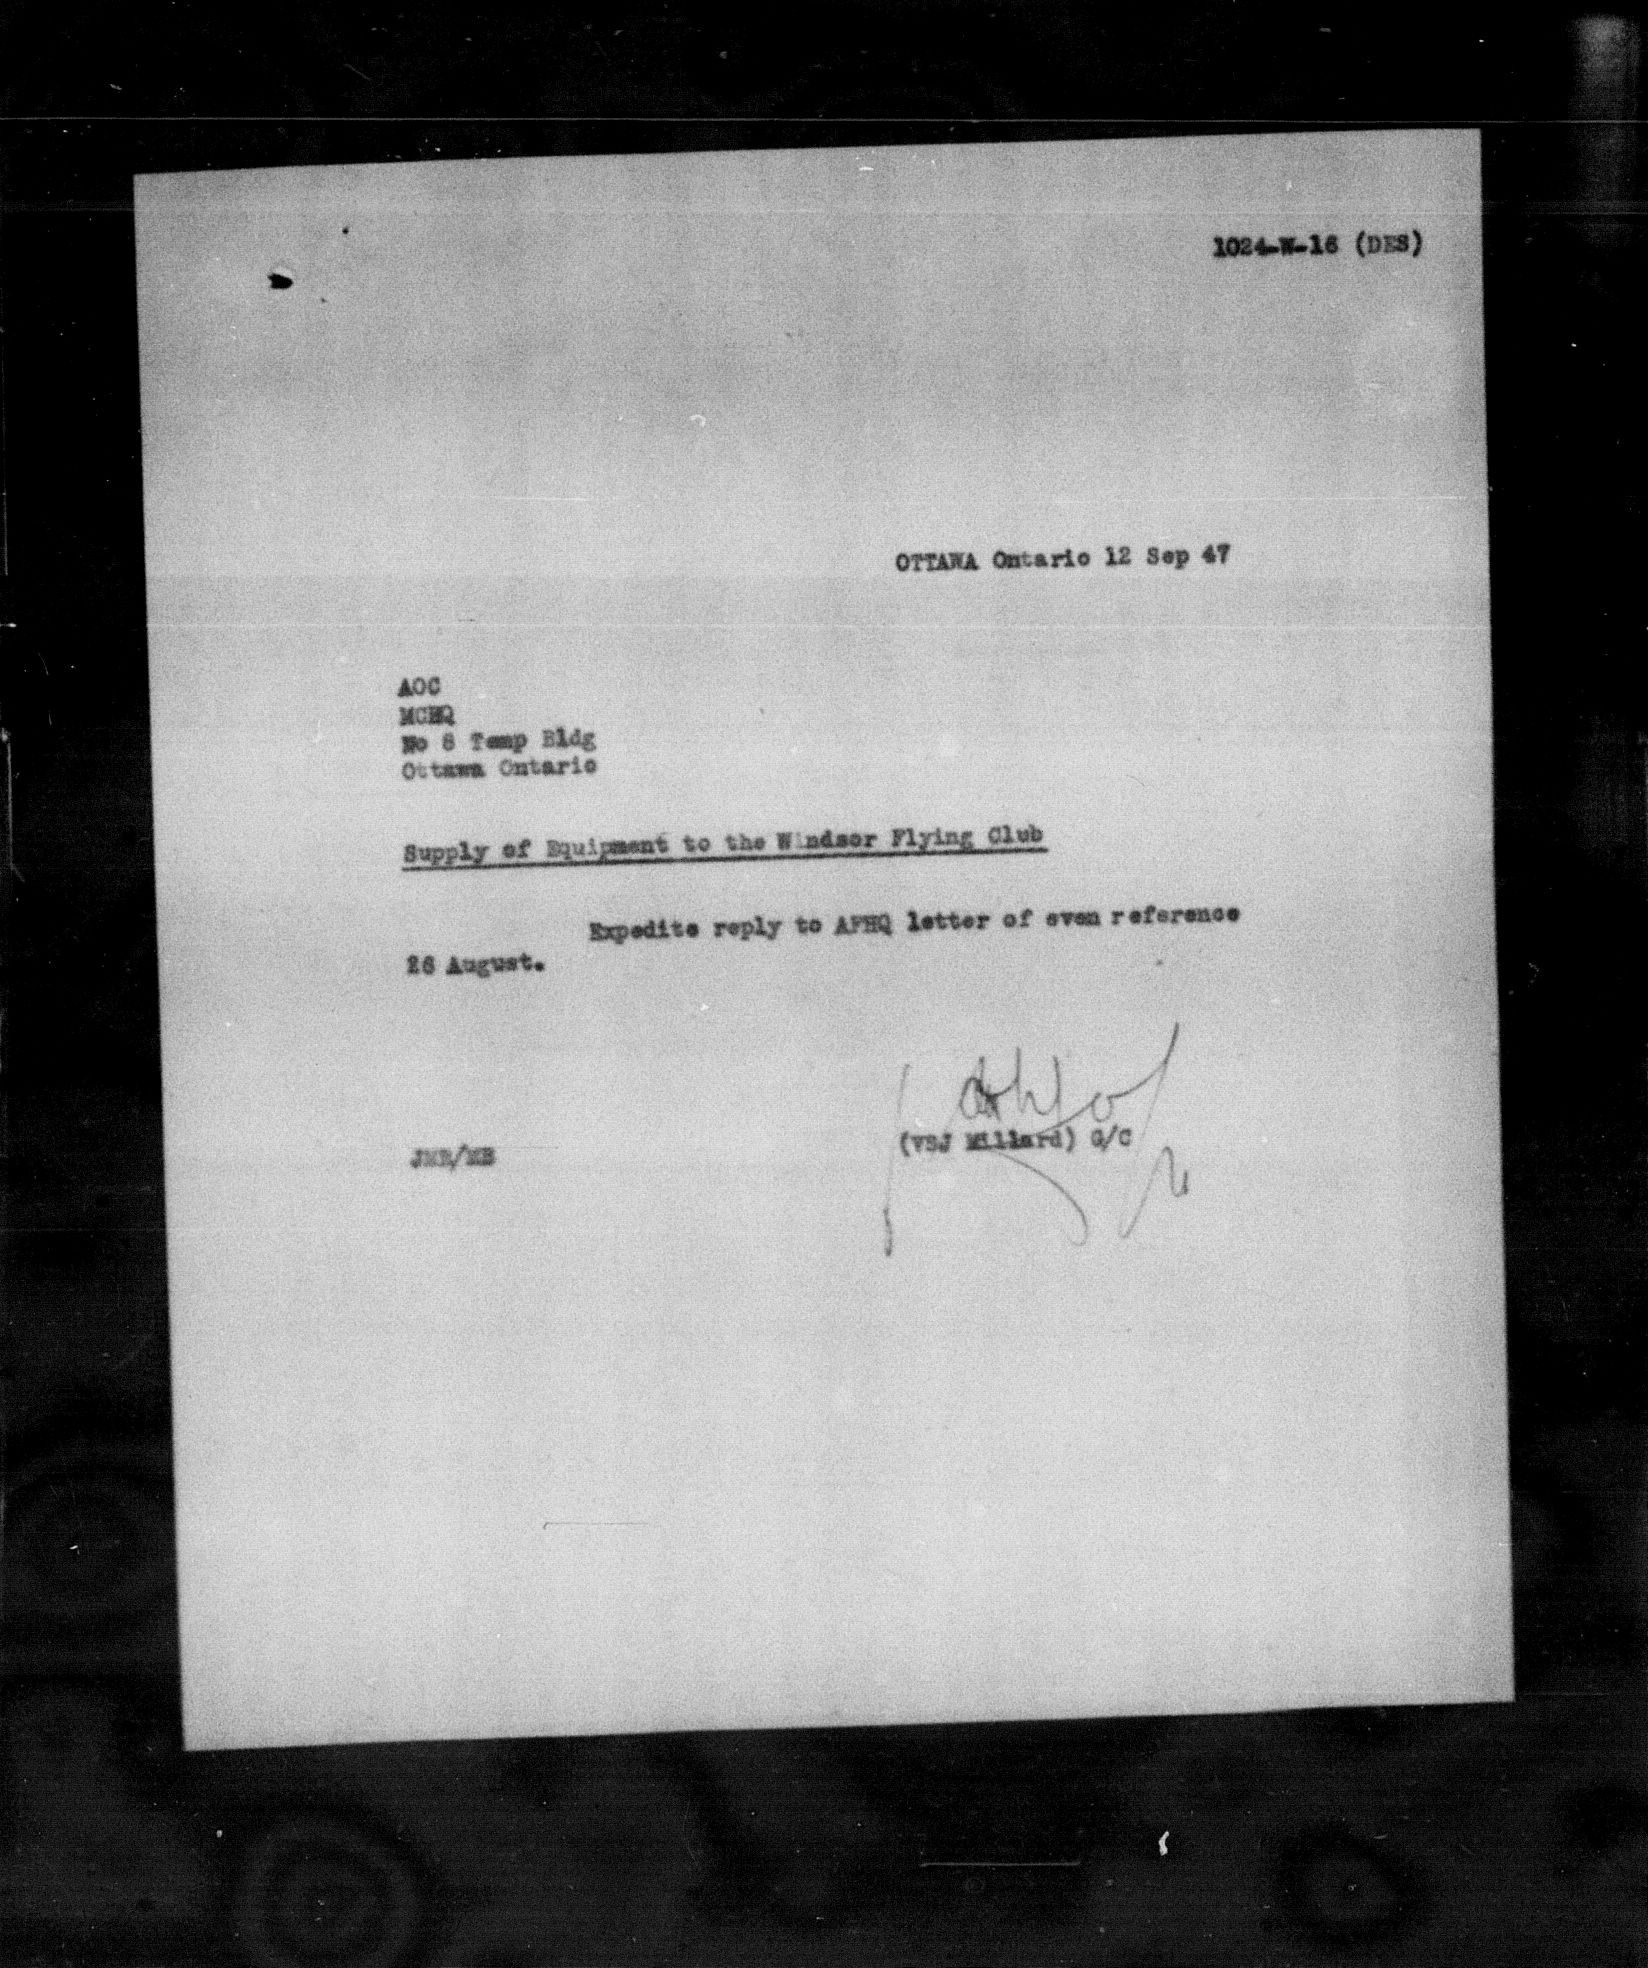 1024-W-16 (DES)
OTTAWA Ontario 12 Sep 47
AOC
MCHQ
No 8 Temp Bldg
Ottawa Ontario
Supply of Equipment to the Windsor Flying Club
Expedite reply to AFHQ letter of even reference
26 August.
(VSJ Millard) G/C
JMR/MB